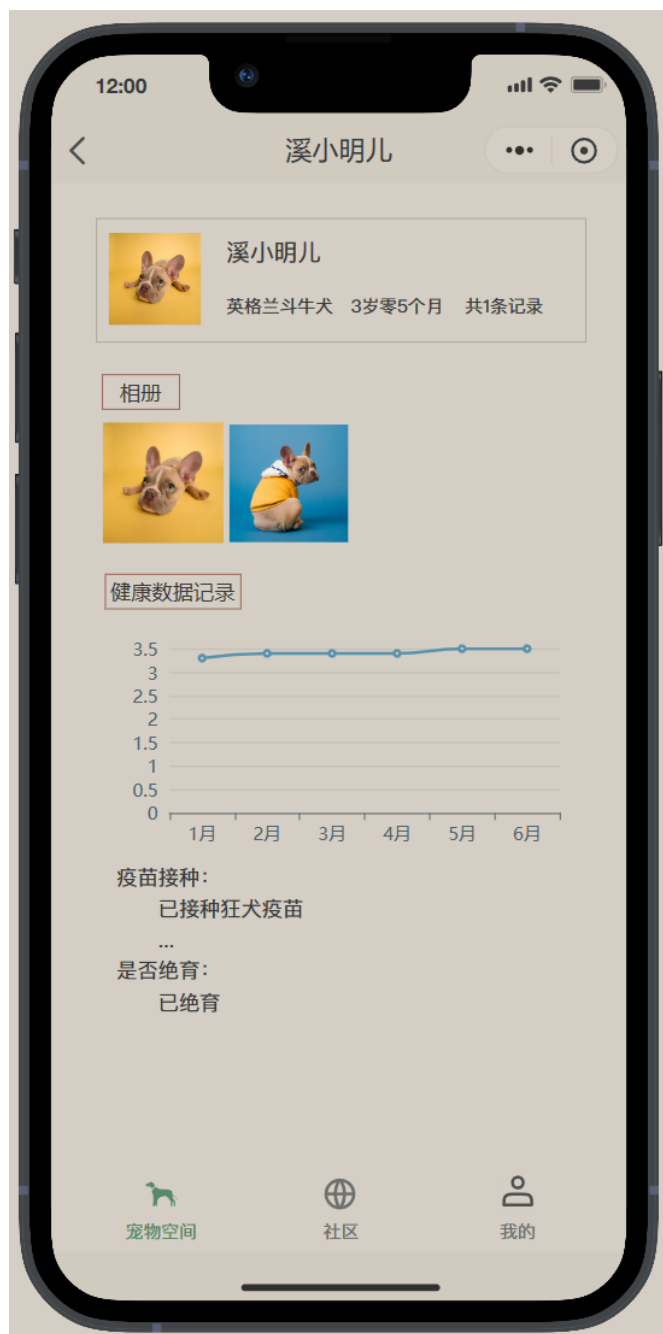 12:00
溪小明儿
溪小明儿
英格兰斗牛犬 3岁零5个月 共1条记录
相册
健康数据记录
3.5
3
2.5
2
1.5
1
0.5
0
1月 2月 3月 4月 5月 6月
疫苗接种：
已接种狂犬疫苗
...
是否绝育：
已绝育
宠物空间 社区 我的